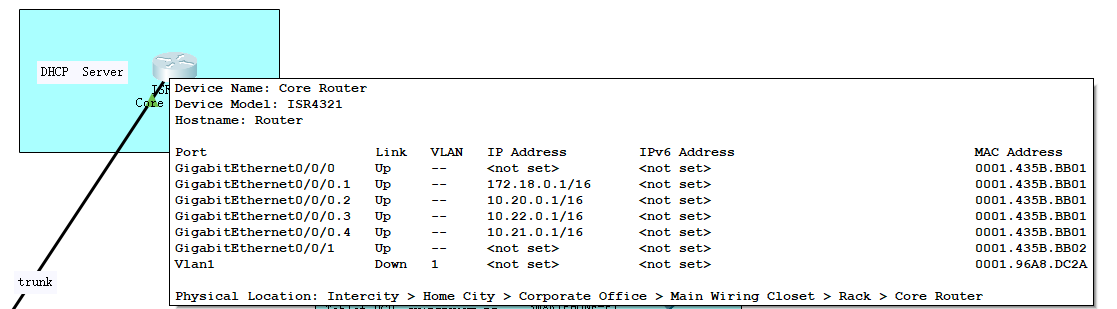 DHCP Server
Core
Device Name: Core Router
Device Model: ISR4321
Hostname: Router
Port Link VLAN IP Address IPv6 Address MAC Address
GigabitEthernet0/0/0 Up -- <not set> <not set> 0001.435B.BB01
GigabitEthernet0/0/0.1 Up -- 172.18.0.1/16 <not set> 0001.435B.BB01
GigabitEthernet0/0/0.2 Up -- 10.20.0.1/16 <not set> 0001.435B.BB01
GigabitEthernet0/0/0.3 Up -- 10.22.0.1/16 <not set> 0001.435B.BB01
GigabitEthernet0/0/0.4 Up -- 10.21.0.1/16 <not set> 0001.435B.BB01
GigabitEthernet0/0/1 Up -- <not set> <not set> 0001.435B.BB02
Vlan1 Down 1 <not set> <not set> 0001.96A8.DC2A
trunk
Physical Location: Intercity > Home City > Corporate Office > Main Wiring Closet > Rack > Core Router